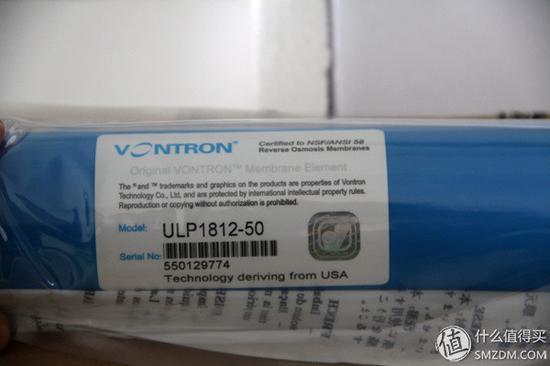 VONTRON®
Certified to NSF/ANSI 58
Reverse Osmosis Membranes
Original VONTRON™ Membrane Element
The ® and ™ trademarks and graphics on the products are properties of Vontron
Technology Co., Ltd, and are protected by international intellectual property rules.
Reproduction or copying without authorization is prohibited.
Model: ULP1812-50
Serial No: 550129774
Technology deriving from USA
值 什么值得买
SMZDM.COM